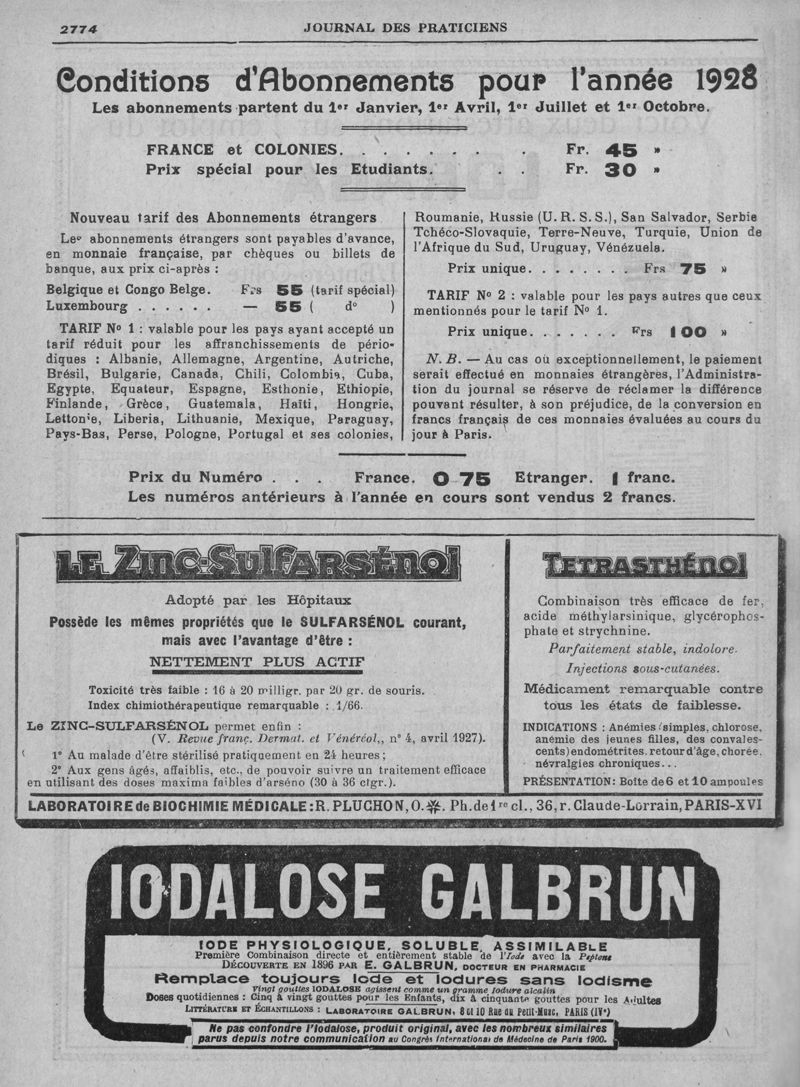 2774
JOURNAL DES PRATICIENS
Conditions d'Abonnements pour l'année 1928
Les abonnements partent du 1er Janvier, 1er Avril, 1er Juillet et 1er Octobre.
FRANCE et COLONIES. . . . . . . . Fr. 45 »
Prix spécial pour les Etudiants. . . Fr. 30 »
Nouveau tarif des Abonnements étrangers
Les abonnements étrangers sont payables d'avance,
en monnaie française, par chèques ou billets de
banque, aux prix ci-après :
Belgique et Congo Belge. Frs 55 (tarif spécial)
Luxembourg . . . . . . — 55 ( do )
TARIF No 1 : valable pour les pays ayant accepté un
tarif réduit pour les affranchissements de pério-
diques : Albanie, Allemagne, Argentine, Autriche,
Brésil, Bulgarie, Canada, Chili, Colombia, Cuba,
Egypte, Equateur, Espagne, Esthonie, Ethiopie,
Finlande, Grèce, Guatemala, Haïti, Hongrie,
Lettonie, Liberia, Lithuanie, Mexique, Paraguay,
Pays-Bas, Perse, Pologne, Portugal et ses colonies,
Roumanie, Russie (U. R. S. S.), San Salvador, Serbie
Tchéco-Slovaquie, Terre-Neuve, Turquie, Union de
l'Afrique du Sud, Uruguay, Vénézuela.
Prix unique. . . . . . . . Frs 75 »
TARIF No 2 : valable pour les pays autres que ceux
mentionnés pour le tarif No 1.
Prix unique. . . . . . . . Frs 100 »
N. B. — Au cas où exceptionnellement, le paiement
serait effectué en monnaies étrangères, l'Administra-
tion du journal se réserve de réclamer la différence
pouvant résulter, à son préjudice, de la conversion en
francs français de ces monnaies évaluées au cours du
jour à Paris.
Prix du Numéro . . . France. 0 75 Etranger. 1 franc.
Les numéros antérieurs à l'année en cours sont vendus 2 francs.
LE ZINC-SULFARSÉNOL
Adopté par les Hôpitaux
Possède les mêmes propriétés que le SULFARSÉNOL courant,
mais avec l'avantage d'être :
NETTEMENT PLUS ACTIF
Toxicité très faible : 16 à 20 milligr. par 20 gr. de souris.
Index chimiothérapeutique remarquable : 1/66.
Le ZINC-SULFARSÉNOL permet enfin :
(V. Revue franç. Dermat. et Vénéréol., n° 4, avril 1927).
1° Au malade d'être stérilisé pratiquement en 24 heures ;
2° Aux gens âgés, affaiblis, etc., de pouvoir suivre un traitement efficace
en utilisant des doses maxima faibles d'arséno (30 à 36 ctgr.).
TETRASTHÉNOL
Combinaison très efficace de fer,
acide méthylarsinique, glycérophos-
phate et strychnine.
Parfaitement stable, indolore.
Injections sous-cutanées.
Médicament remarquable contre
tous les états de faiblesse.
INDICATIONS : Anémies simples, chlorose,
anémie des jeunes filles, des convales-
cents) endométrites, retour d'âge, chorée,
névralgies chroniques...
PRÉSENTATION: Boîte de 6 et 10 ampoules
LABORATOIRE de BIOCHIMIE MÉDICALE : R. PLUCHON, O. Ph. de 1re cl., 36, r. Claude-Lorrain, PARIS-XVI
IODALOSE GALBRUN
IODE PHYSIOLOGIQUE, SOLUBLE, ASSIMILABLE
Première Combinaison directe et entièrement stable de l'Iode avec la Peptone
DÉCOUVERTE EN 1896 PAR E. GALBRUN, DOCTEUR EN PHARMACIE
Remplace toujours Iode et Iodures sans Iodisme
Vingt gouttes IODALOSE agissent comme un gramme Iodure alcalin
Doses quotidiennes : Cinq à vingt gouttes pour les Enfants, dix à cinquante gouttes pour les Adultes
LITTÉRATURE ET ÉCHANTILLONS : LABORATOIRE GALBRUN, 8 et 10 Rue du Petit-Musc, PARIS (IVe)
Ne pas confondre l'Iodalose, produit original, avec les nombreux similaires
parus depuis notre communication au Congrès International de Médecine de Paris 1900.